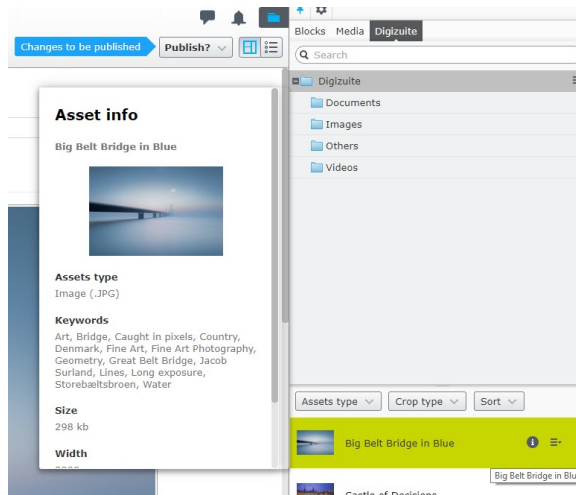 Changes to be published
Publish?
Blocks Media Digizuite
Search
Digizuite
Documents
Images
Others
Videos
Asset info
Big Belt Bridge in Blue
Assets type
Image (.JPG)
Keywords
Art, Bridge, Caught in pixels, Country,
Denmark, Fine Art, Fine Art Photography,
Geometry, Great Belt Bridge, Jacob
Surland, Lines, Long exposure,
Storebæltsbroen, Water
Size
298 kb
Width
Assets type Crop type Sort
Big Belt Bridge in Blue
Big Belt Bridge in Blu
Castle of Decisions